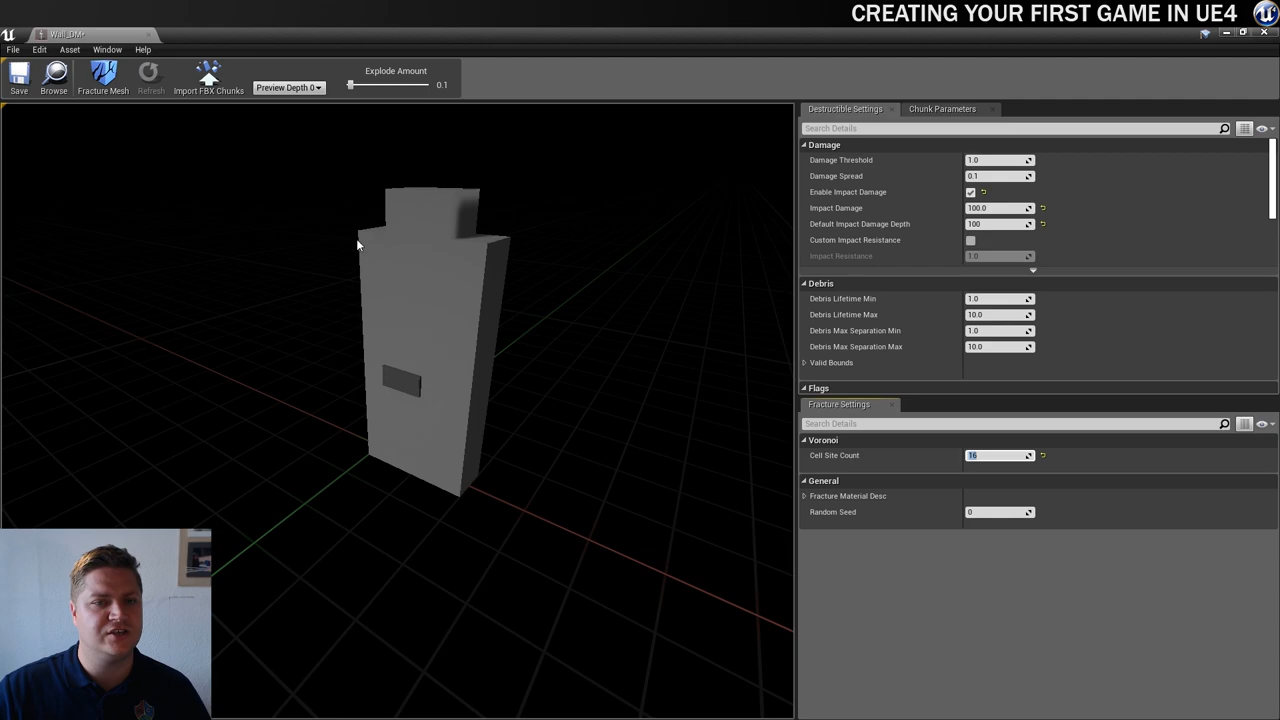 CREATING YOUR FIRST GAME IN UE4
Wall_DM*
File Edit Asset Window Help
Save Browse Fracture Mesh Refresh Import FBX Chunks Preview Depth 0 Explode Amount 0.1
Destructible Settings Chunk Parameters
Search Details
Damage
Damage Threshold 1.0
Damage Spread 0.1
Enable Impact Damage
Impact Damage 100.0
Default Impact Damage Depth 100
Custom Impact Resistance
Impact Resistance 1.0
Debris
Debris Lifetime Min 1.0
Debris Lifetime Max 10.0
Debris Max Separation Min 1.0
Debris Max Separation Max 10.0
Valid Bounds
Flags
Fracture Settings
Search Details
Voronoi
Cell Site Count 16
General
Fracture Material Desc
Random Seed 0